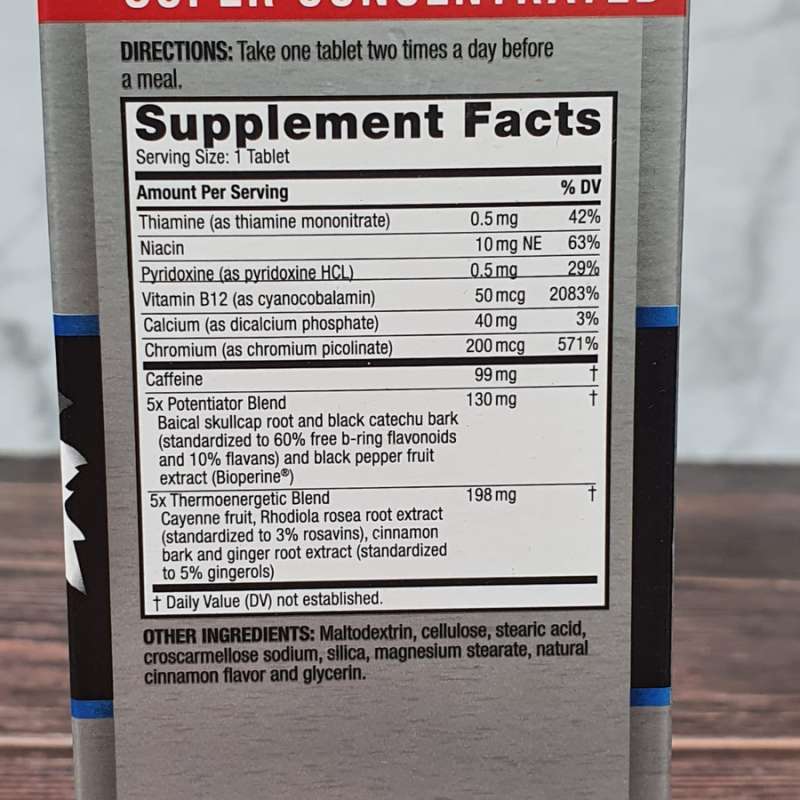 SUPER CONCENTRATED
DIRECTIONS: Take one tablet two times a day before
a meal.
Supplement Facts
Serving Size: 1 Tablet
Amount Per Serving % DV
Thiamine (as thiamine mononitrate) 0.5 mg 42%
Niacin 10 mg NE 63%
Pyridoxine (as pyridoxine HCL) 0.5 mg 29%
Vitamin B12 (as cyanocobalamin) 50 mcg 2083%
Calcium (as dicalcium phosphate) 40 mg 3%
Chromium (as chromium picolinate) 200 mcg 571%
Caffeine 99 mg †
5x Potentiator Blend 130 mg †
Baical skullcap root and black catechu bark
(standardized to 60% free b-ring flavonoids
and 10% flavans) and black pepper fruit
extract (Bioperine®)
5x Thermoenergetic Blend 198 mg †
Cayenne fruit, Rhodiola rosea root extract
(standardized to 3% rosavins), cinnamon
bark and ginger root extract (standardized
to 5% gingerols)
† Daily Value (DV) not established.
OTHER INGREDIENTS: Maltodextrin, cellulose, stearic acid,
croscarmellose sodium, silica, magnesium stearate, natural
cinnamon flavor and glycerin.